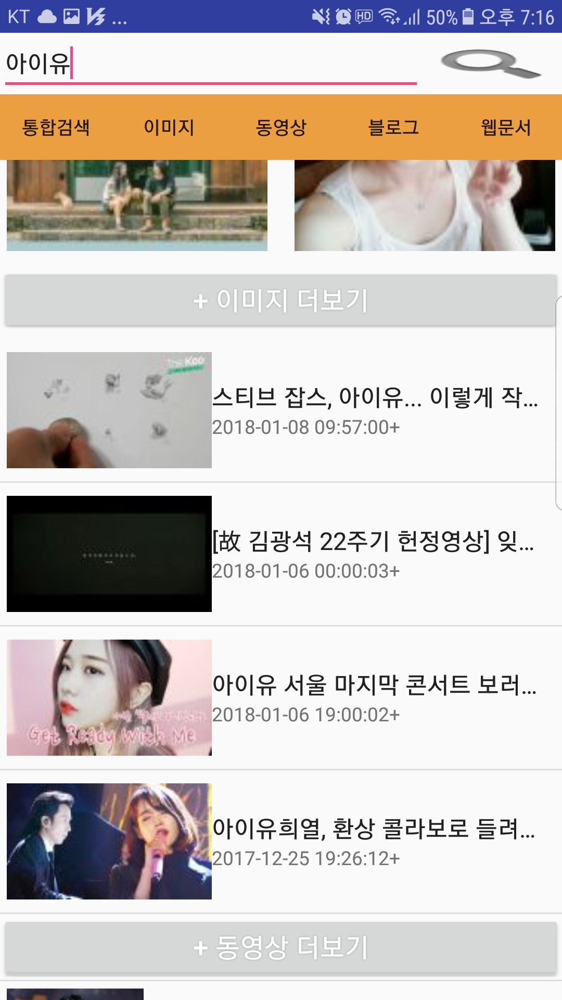 KT ... HD 50% 오후 7:16
아이유
통합검색 이미지 동영상 블로그 웹문서
+ 이미지 더보기
The Koo
스티브 잡스, 아이유... 이렇게 작...
2018-01-08 09:57:00+
[故 김광석 22주기 헌정영상] 잊...
2018-01-06 00:00:03+
아이유 서울 마지막 콘서트 보러...
2018-01-06 19:00:02+
Get Ready With Me
아이유희열, 환상 콜라보로 들려...
2017-12-25 19:26:12+
+ 동영상 더보기